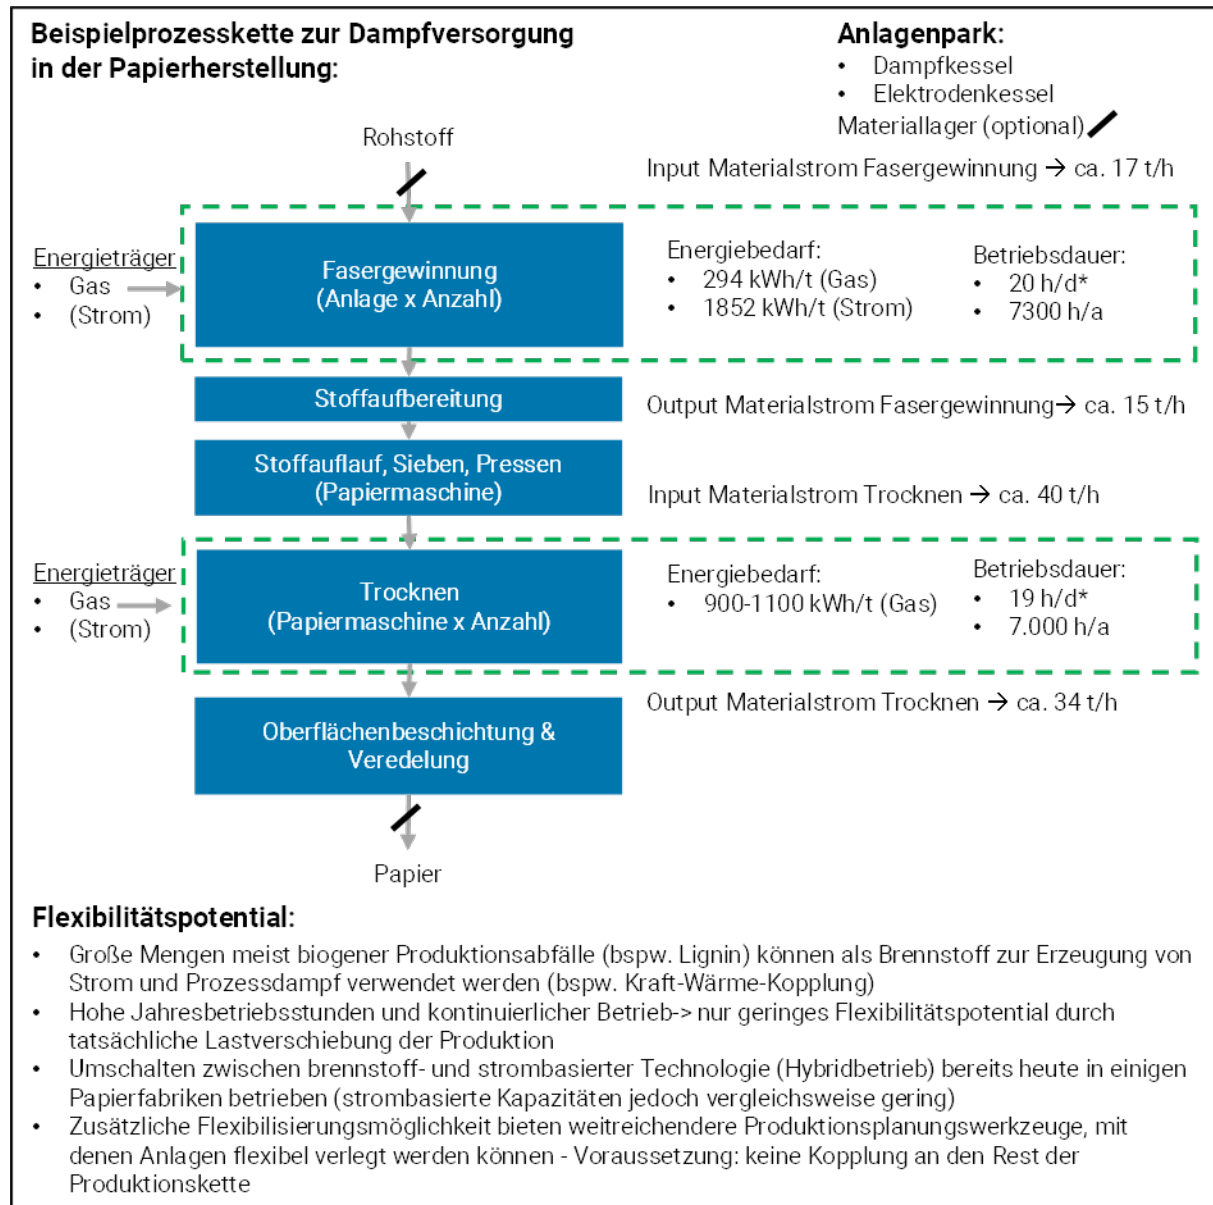 Beispielprozesskette zur Dampfversorgung
in der Papierherstellung:
Anlagenpark:
• Dampfkessel
• Elektrodenkessel
Materiallager (optional)
Rohstoff
Input Materialstrom Fasergewinnung → ca. 17 t/h
Energieträger
• Gas
• (Strom)
Fasergewinnung
(Anlage x Anzahl)
Energiebedarf:
• 294 kWh/t (Gas)
• 1852 kWh/t (Strom)
Betriebsdauer:
• 20 h/d*
• 7300 h/a
Stoffaufbereitung
Output Materialstrom Fasergewinnung→ ca. 15 t/h
Stoffauflauf, Sieben, Pressen
(Papiermaschine)
Input Materialstrom Trocknen → ca. 40 t/h
Energieträger
• Gas
• (Strom)
Trocknen
(Papiermaschine x Anzahl)
Energiebedarf:
• 900-1100 kWh/t (Gas)
Betriebsdauer:
• 19 h/d*
• 7.000 h/a
Output Materialstrom Trocknen → ca. 34 t/h
Oberflächenbeschichtung &
Veredelung
Papier
Flexibilitätspotential:
• Große Mengen meist biogener Produktionsabfälle (bspw. Lignin) können als Brennstoff zur Erzeugung von
Strom und Prozessdampf verwendet werden (bspw. Kraft-Wärme-Kopplung)
• Hohe Jahresbetriebsstunden und kontinuierlicher Betrieb-> nur geringes Flexibilitätspotential durch
tatsächliche Lastverschiebung der Produktion
• Umschalten zwischen brennstoff- und strombasierter Technologie (Hybridbetrieb) bereits heute in einigen
Papierfabriken betrieben (strombasierte Kapazitäten jedoch vergleichsweise gering)
• Zusätzliche Flexibilisierungsmöglichkeit bieten weitreichendere Produktionsplanungswerkzeuge, mit
denen Anlagen flexibel verlegt werden können - Voraussetzung: keine Kopplung an den Rest der
Produktionskette